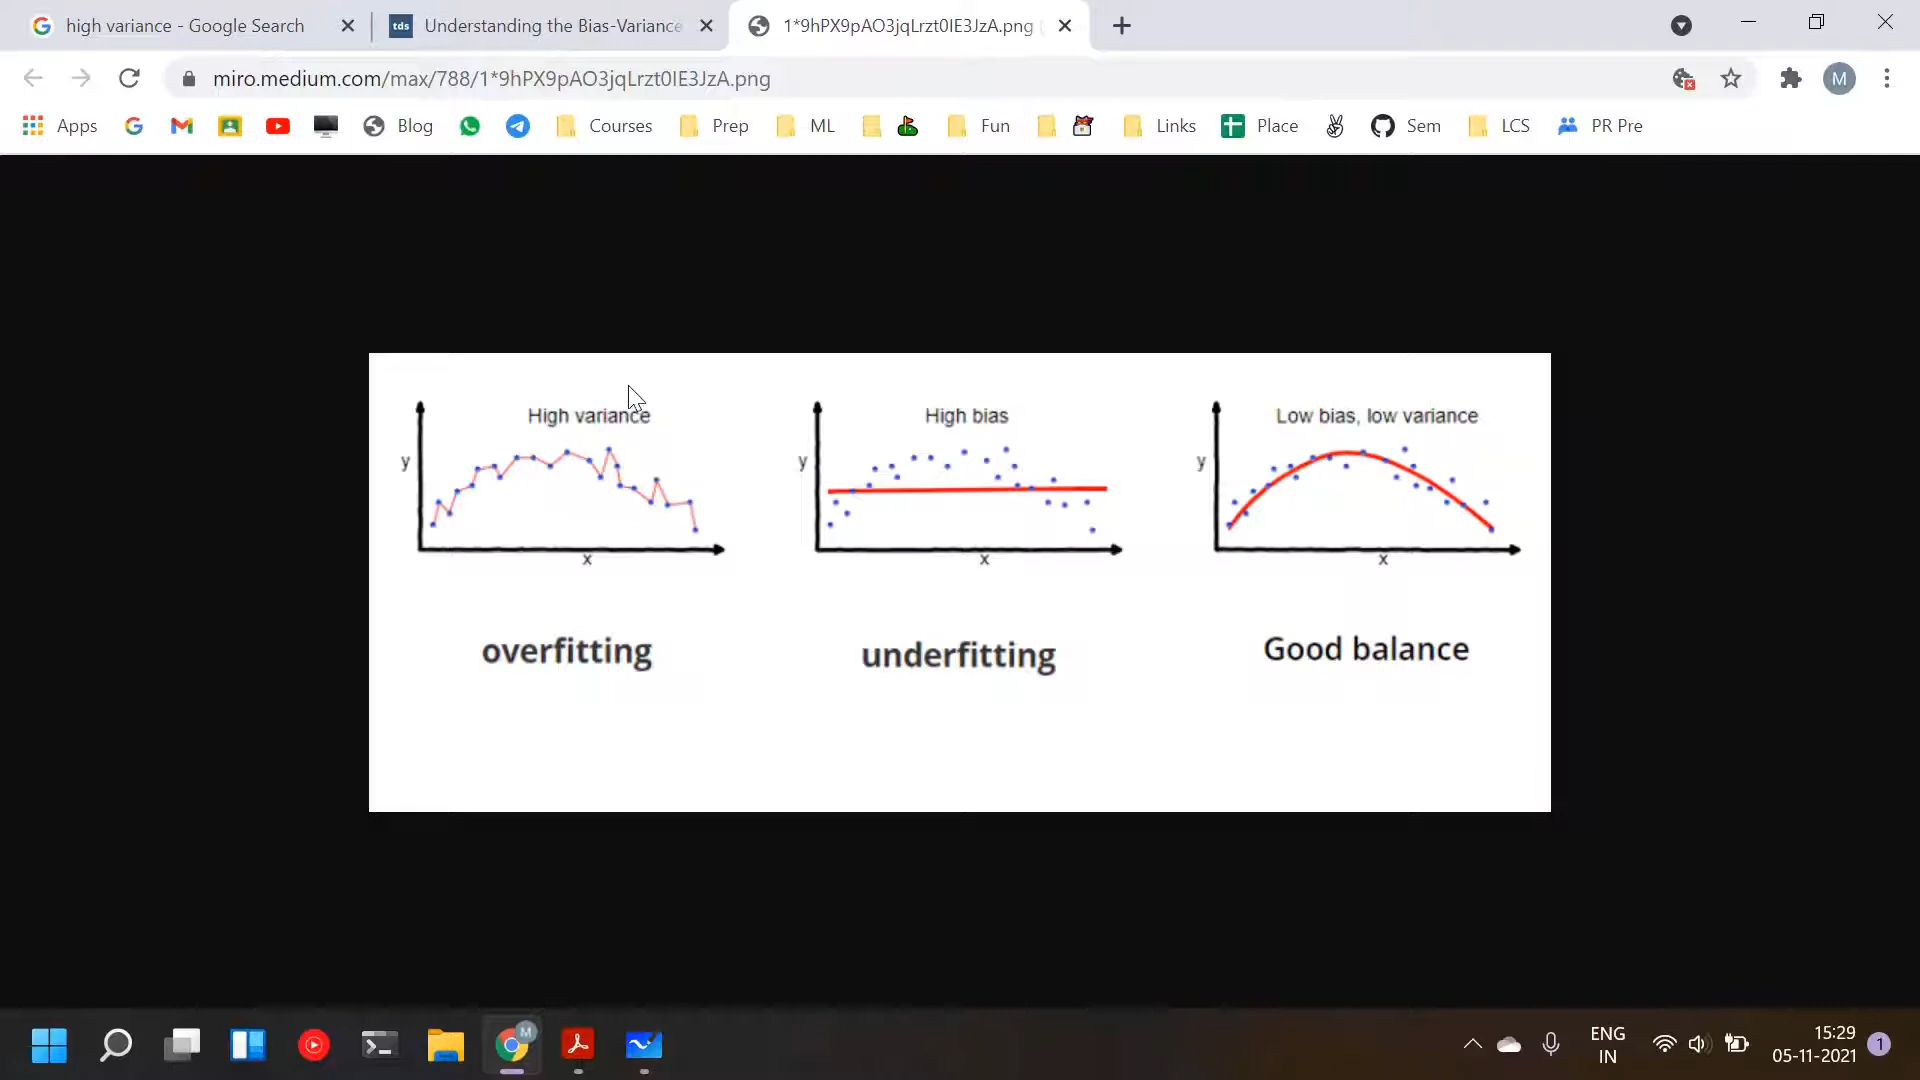 high variance - Google Search
tds
Understanding the Bias-Variance
1*9hPX9pAO3jqLrzt0IE3JzA.png (
miro.medium.com/max/788/1*9hPX9pAO3jqLrzt0IE3JzA.png
M
Apps
Blog
Courses
Prep
ML
Fun
Links
Place
Sem
LCS
PR Pre
High variance
High bias
Low bias, low variance
y
y
y
x
x
x
overfitting
underfitting
Good balance
M
ENG
IN
15:29
05-11-2021
1